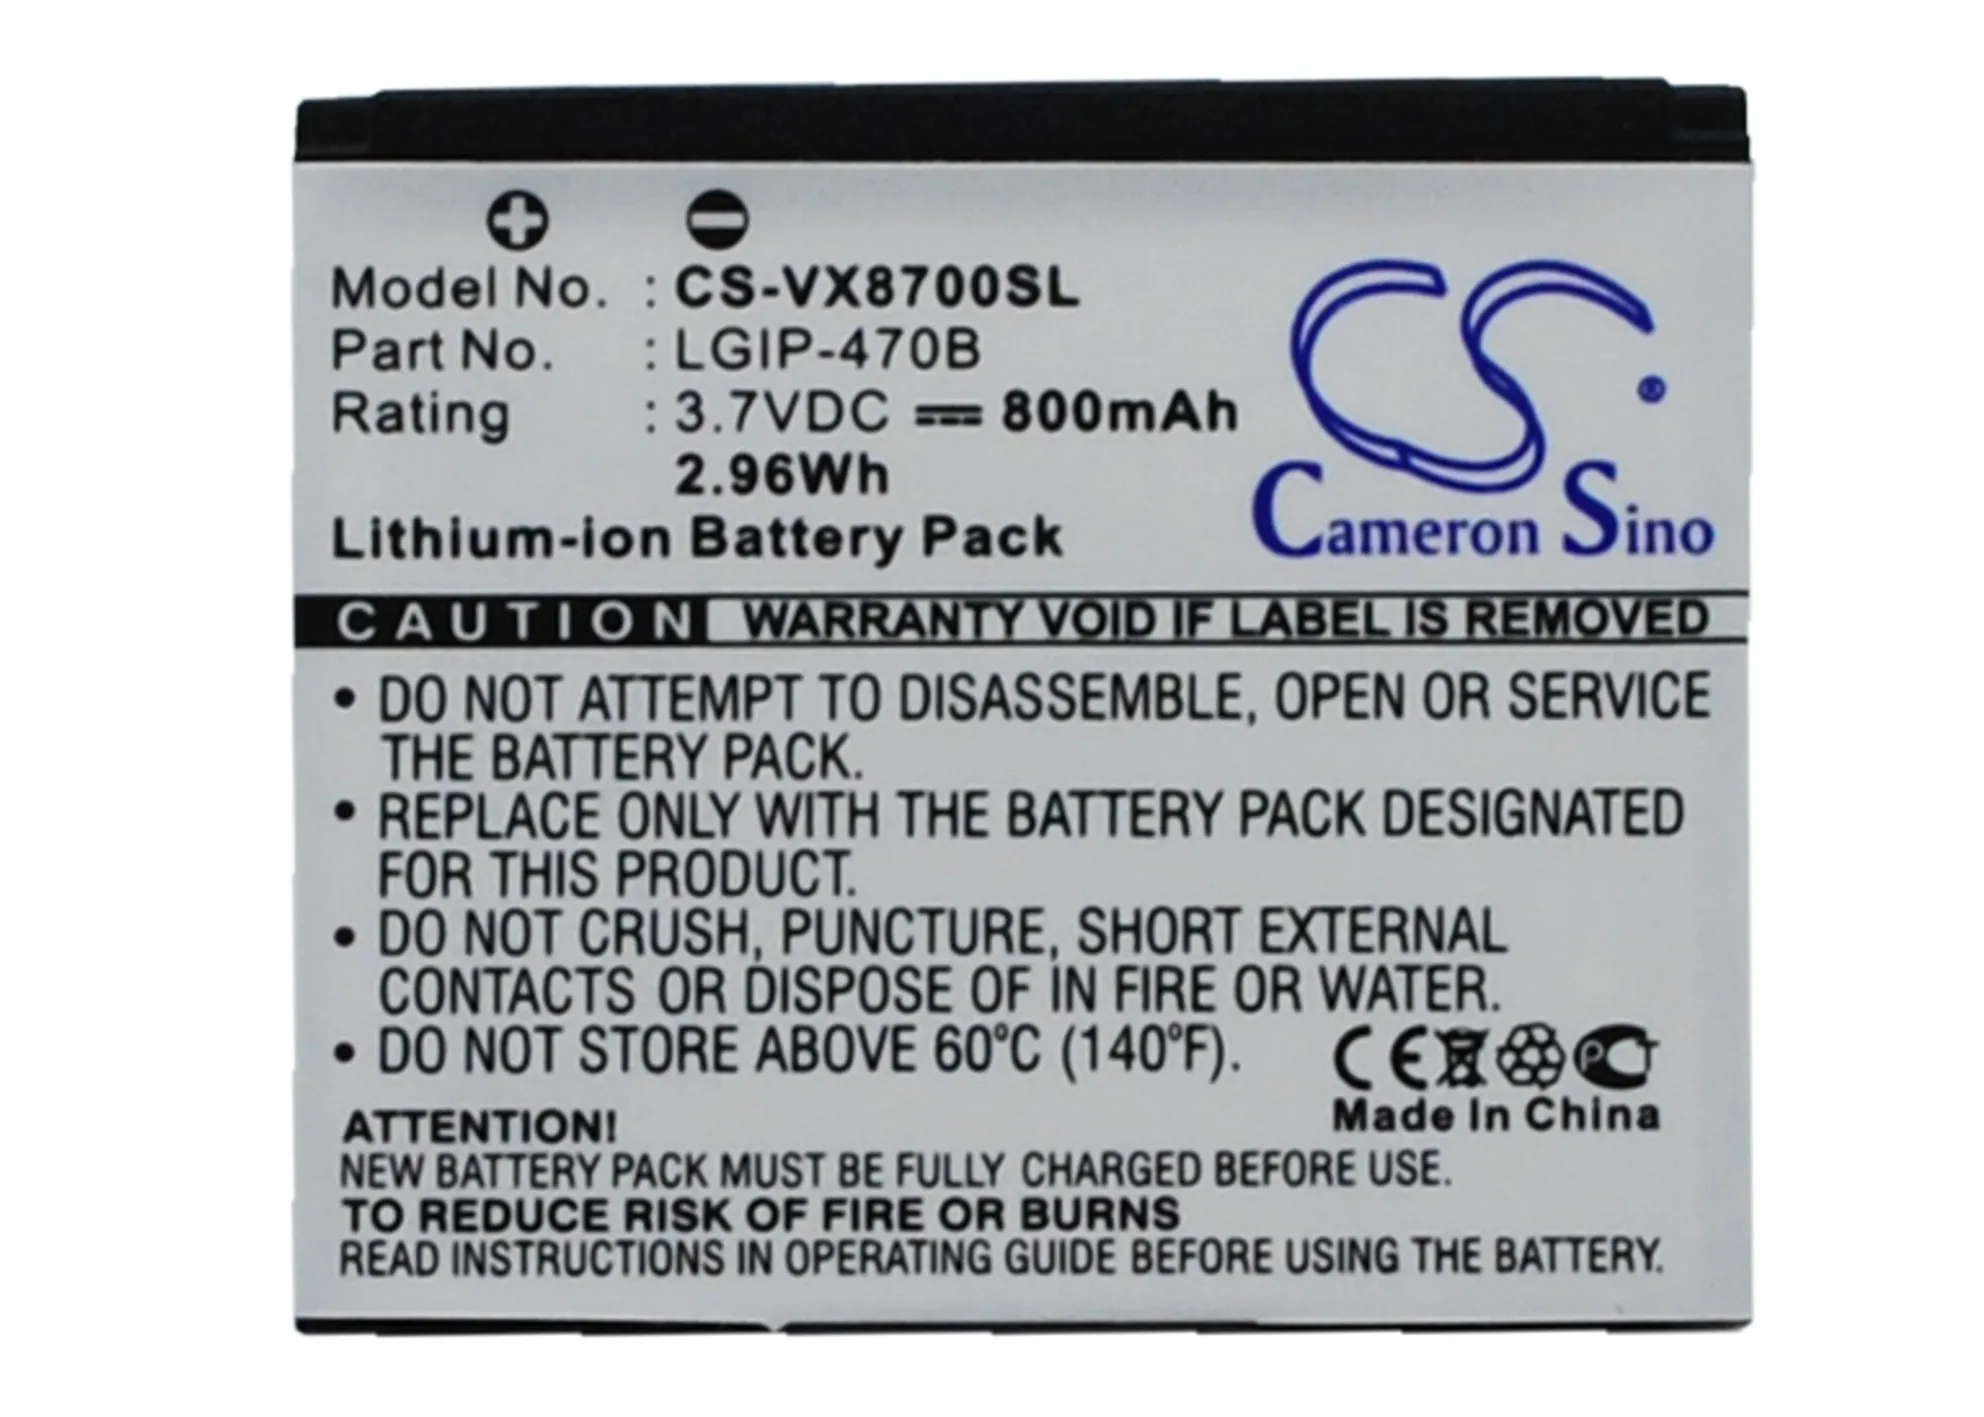 Model No. : CS-VX8700SL
Part No. : LGIP-470B
Rating : 3.7VDC 800mAh
2.96Wh
Lithium-ion Battery Pack
CS®
Cameron Sino
CAUTION WARRANTY VOID IF LABEL IS REMOVED
• DO NOT ATTEMPT TO DISASSEMBLE, OPEN OR SERVICE
THE BATTERY PACK.
• REPLACE ONLY WITH THE BATTERY PACK DESIGNATED
FOR THIS PRODUCT.
• DO NOT CRUSH, PUNCTURE, SHORT EXTERNAL
CONTACTS OR DISPOSE OF IN FIRE OR WATER.
• DO NOT STORE ABOVE 60°C (140°F).
CE PCT
Made In China
ATTENTION!
NEW BATTERY PACK MUST BE FULLY CHARGED BEFORE USE.
TO REDUCE RISK OF FIRE OR BURNS
READ INSTRUCTIONS IN OPERATING GUIDE BEFORE USING THE BATTERY.